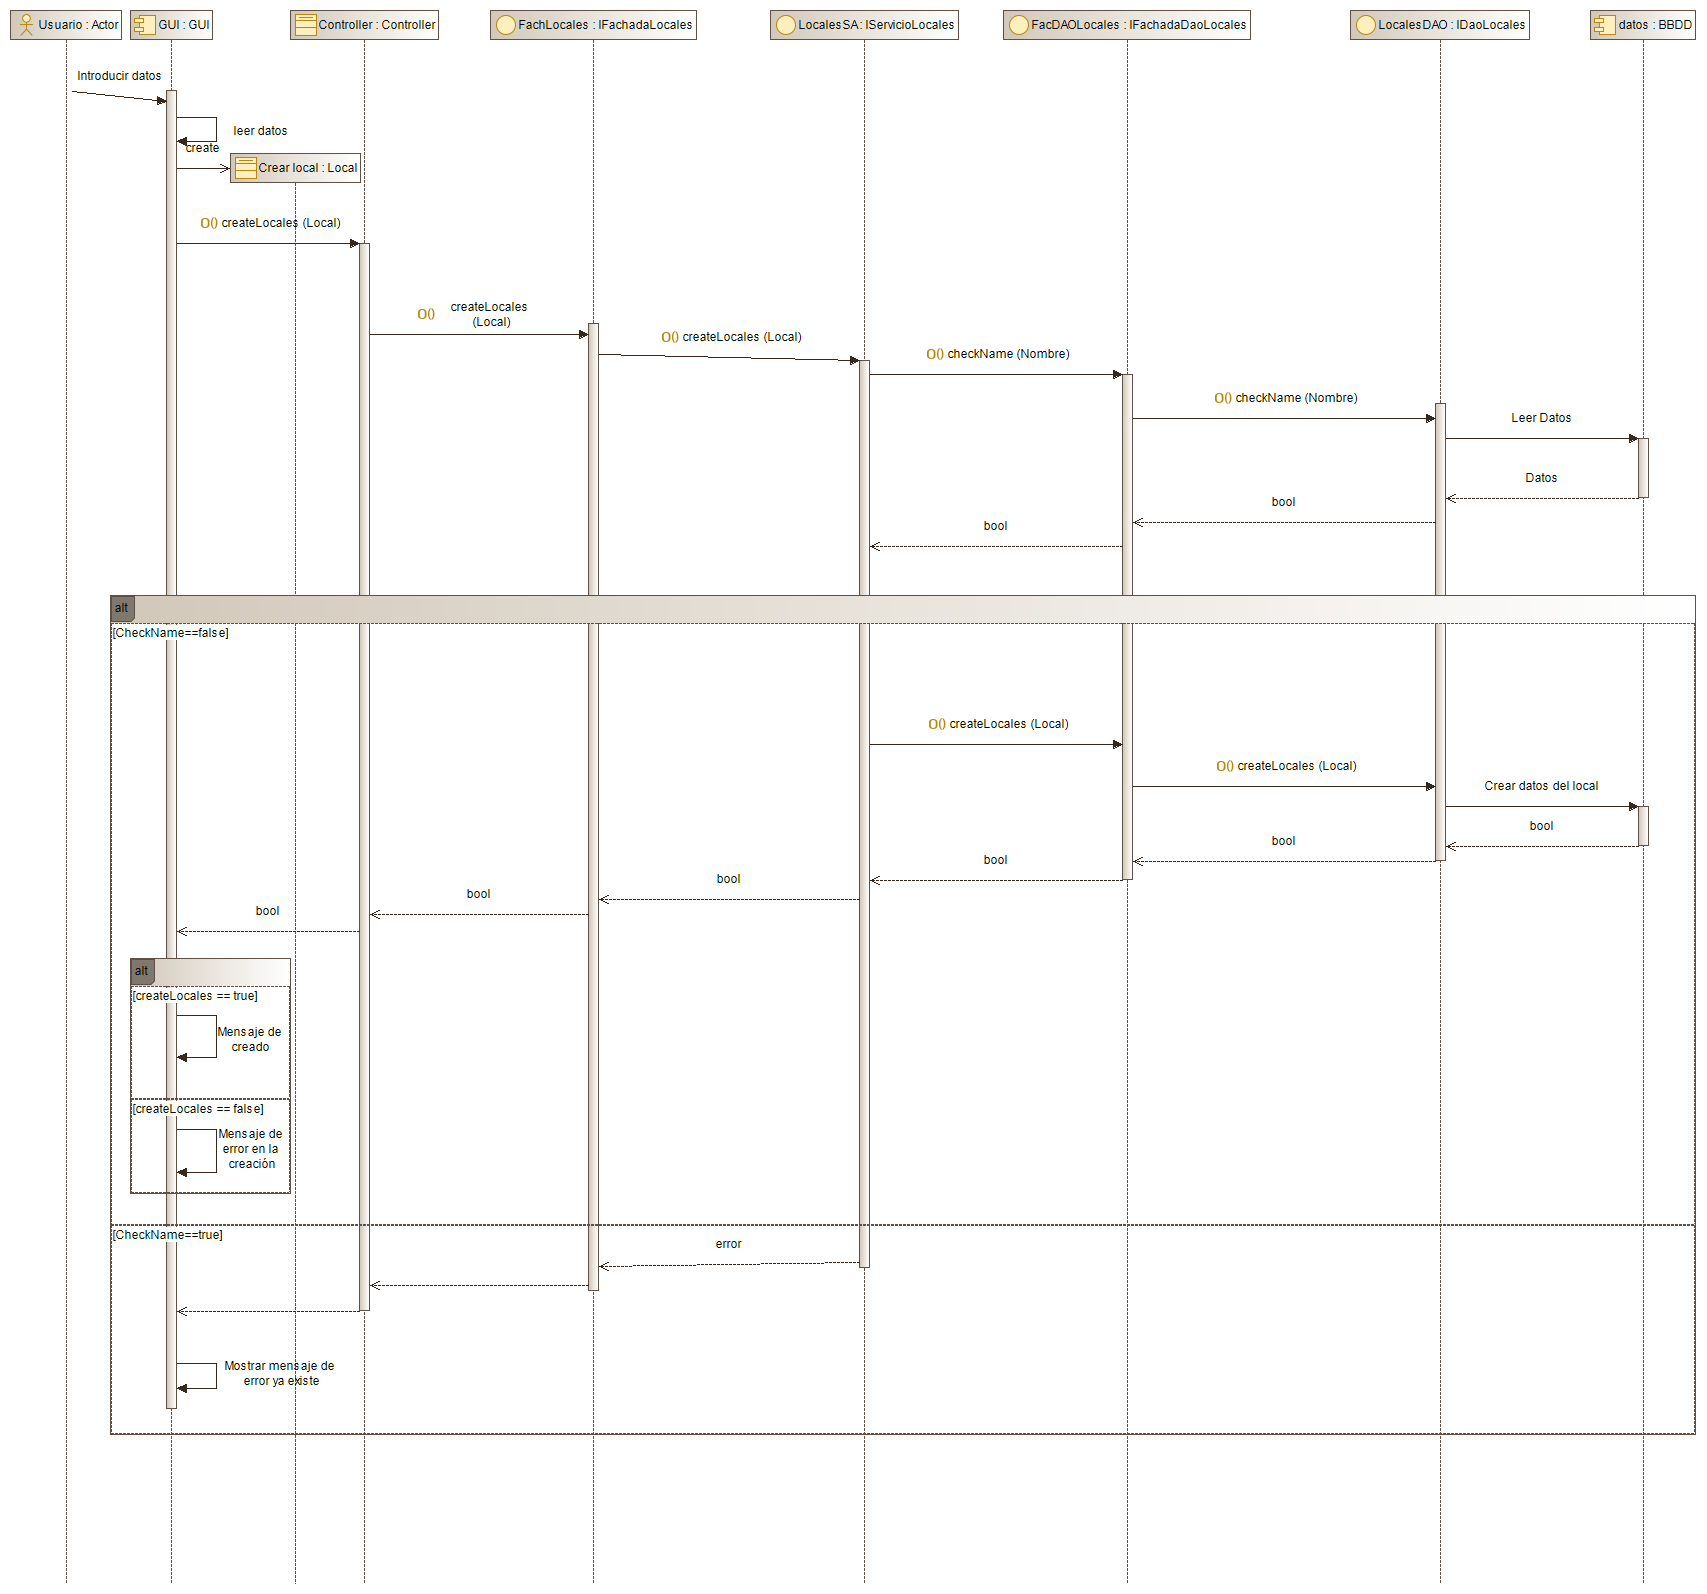 Usuario : Actor
GUI : GUI
Controller : Controller
FachLocales : IFachadaLocales
LocalesSA: IServicioLocales
FacDAOLocales : IFachadaDaoLocales
LocalesDAO : IDaoLocales
datos : BBDD
Introducir datos
leer datos
create
Crear local : Local
O() createLocales (Local)
O() createLocales
(Local)
O() createLocales (Local)
O() checkName (Nombre)
O() checkName (Nombre)
Leer Datos
Datos
bool
bool
alt
[CheckName==false]
O() createLocales (Local)
O() createLocales (Local)
Crear datos del local
bool
bool
bool
bool
bool
bool
alt
[createLocales == true]
Mensaje de
creado
[createLocales == false]
Mensaje de
error en la
creación
[CheckName==true]
error
Mostrar mensaje de
error ya existe